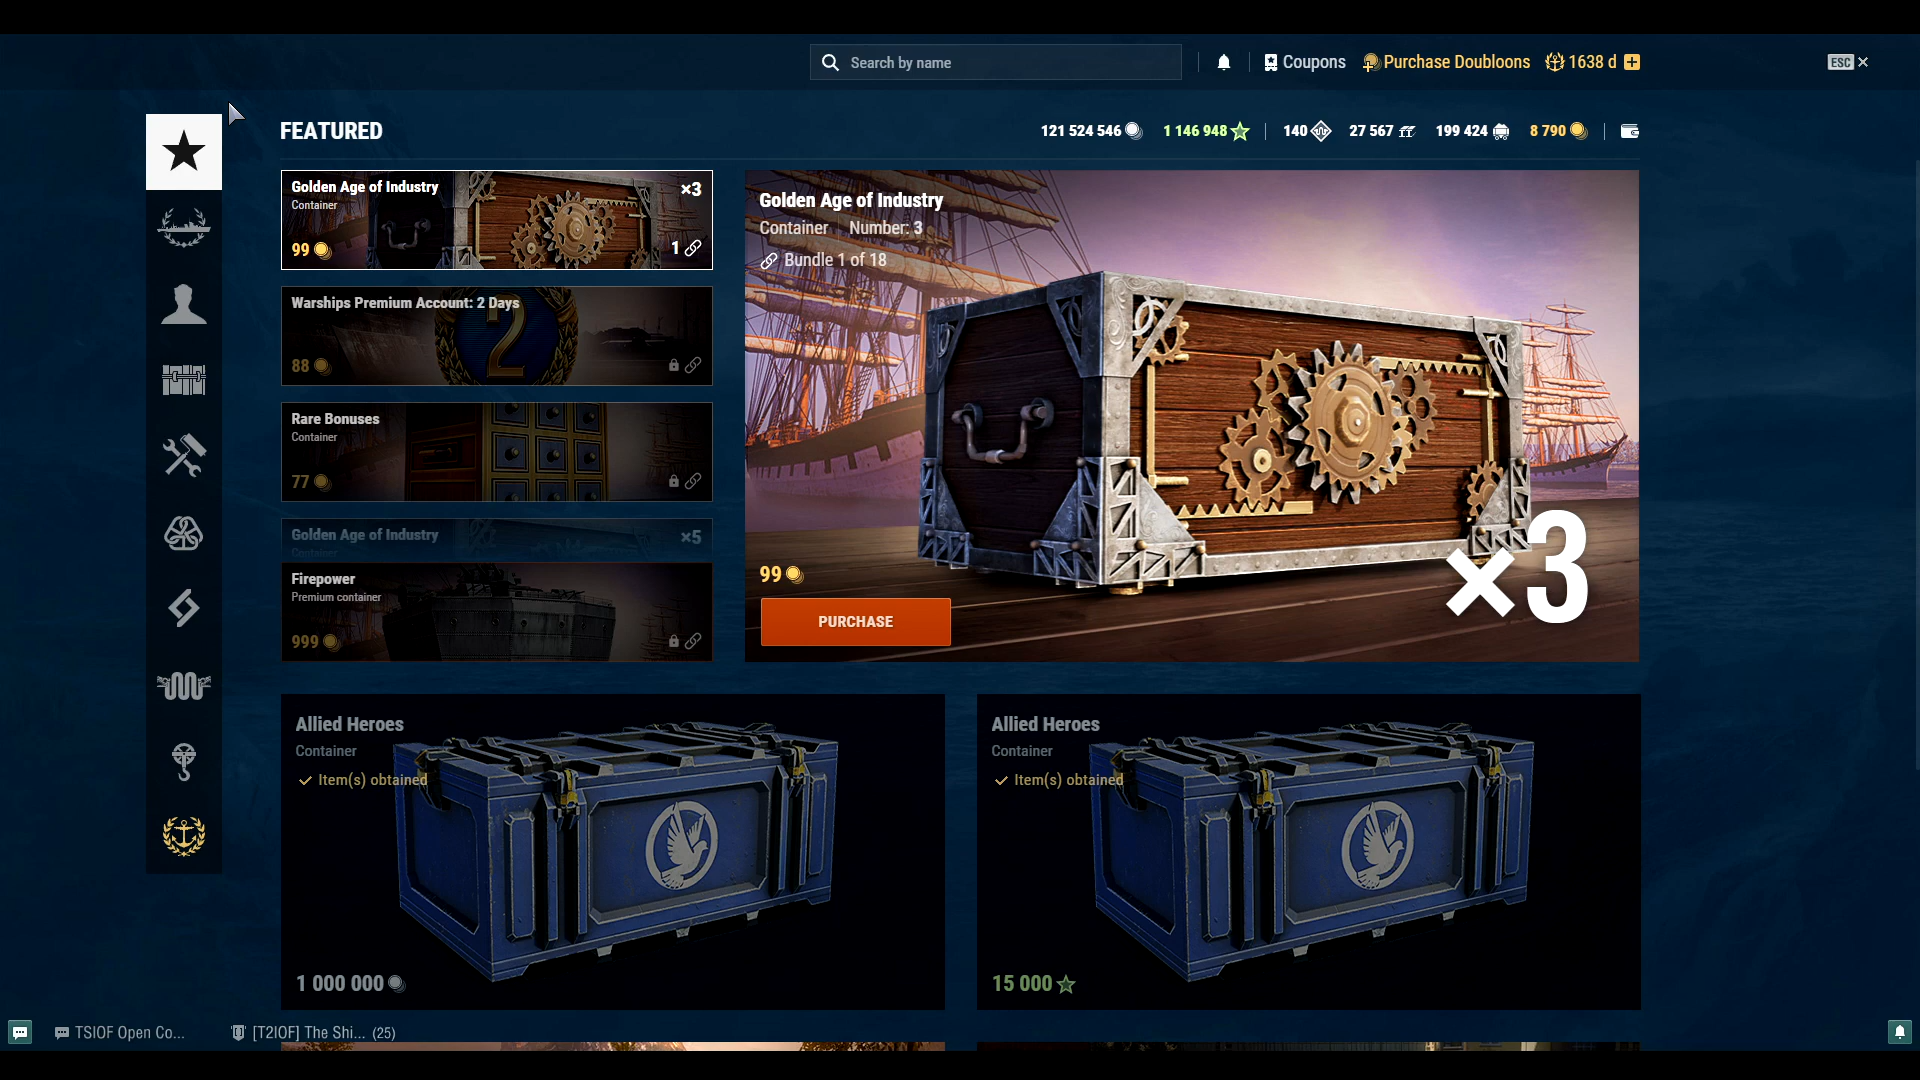 Search by name
Coupons
Purchase Doubloons
1638 d
ESC
FEATURED
121 524 546
1 146 948
140
27 567
199 424
8 790
Golden Age of Industry
×3
Container
99
1
Warships Premium Account: 2 Days
2
88
Rare Bonuses
Container
77
Golden Age of Industry
×5
Container
Firepower
Premium container
999
Golden Age of Industry
Container Number: 3
Bundle 1 of 18
99
PURCHASE
×3
Allied Heroes
Container
Item(s) obtained
1 000 000
Allied Heroes
Container
Item(s) obtained
15 000
TSIOF Open Co...
[T2IOF] The Shi... (25)